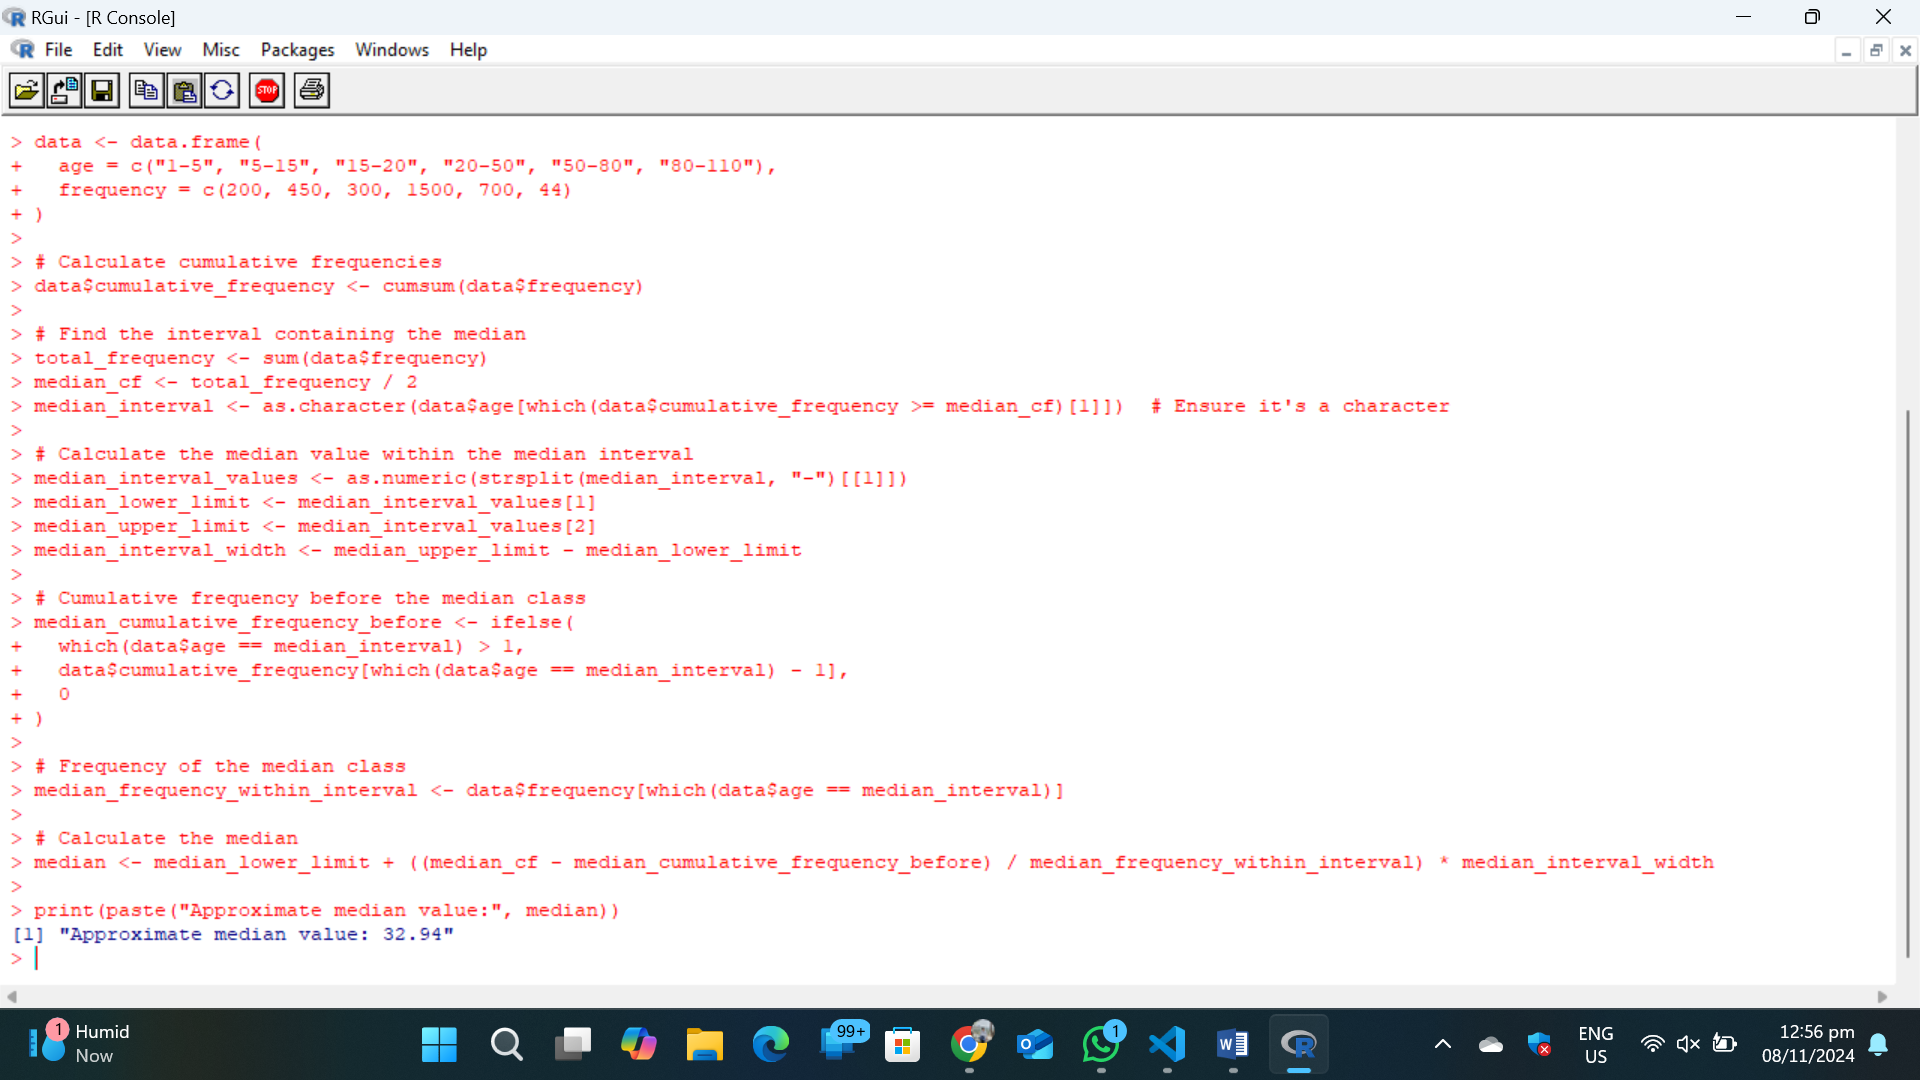 RGui - [R Console]
File Edit View Misc Packages Windows Help
STOP
> data <- data.frame(
+   age = c("1-5", "5-15", "15-20", "20-50", "50-80", "80-110"),
+   frequency = c(200, 450, 300, 1500, 700, 44)
+ )
>
> # Calculate cumulative frequencies
> data$cumulative_frequency <- cumsum(data$frequency)
>
> # Find the interval containing the median
> total_frequency <- sum(data$frequency)
> median_cf <- total_frequency / 2
> median_interval <- as.character(data$age[which(data$cumulative_frequency >= median_cf)[1]])  # Ensure it's a character
>
> # Calculate the median value within the median interval
> median_interval_values <- as.numeric(strsplit(median_interval, "-")[[1]])
> median_lower_limit <- median_interval_values[1]
> median_upper_limit <- median_interval_values[2]
> median_interval_width <- median_upper_limit - median_lower_limit
>
> # Cumulative frequency before the median class
> median_cumulative_frequency_before <- ifelse(
+   which(data$age == median_interval) > 1,
+   data$cumulative_frequency[which(data$age == median_interval) - 1],
+   0
+ )
>
> # Frequency of the median class
> median_frequency_within_interval <- data$frequency[which(data$age == median_interval)]
>
> # Calculate the median
> median <- median_lower_limit + ((median_cf - median_cumulative_frequency_before) / median_frequency_within_interval) * median_interval_width
>
> print(paste("Approximate median value:", median))
[1] "Approximate median value: 32.94"
>
1
Humid
Now
99+
1
ENG
US
12:56 pm
08/11/2024